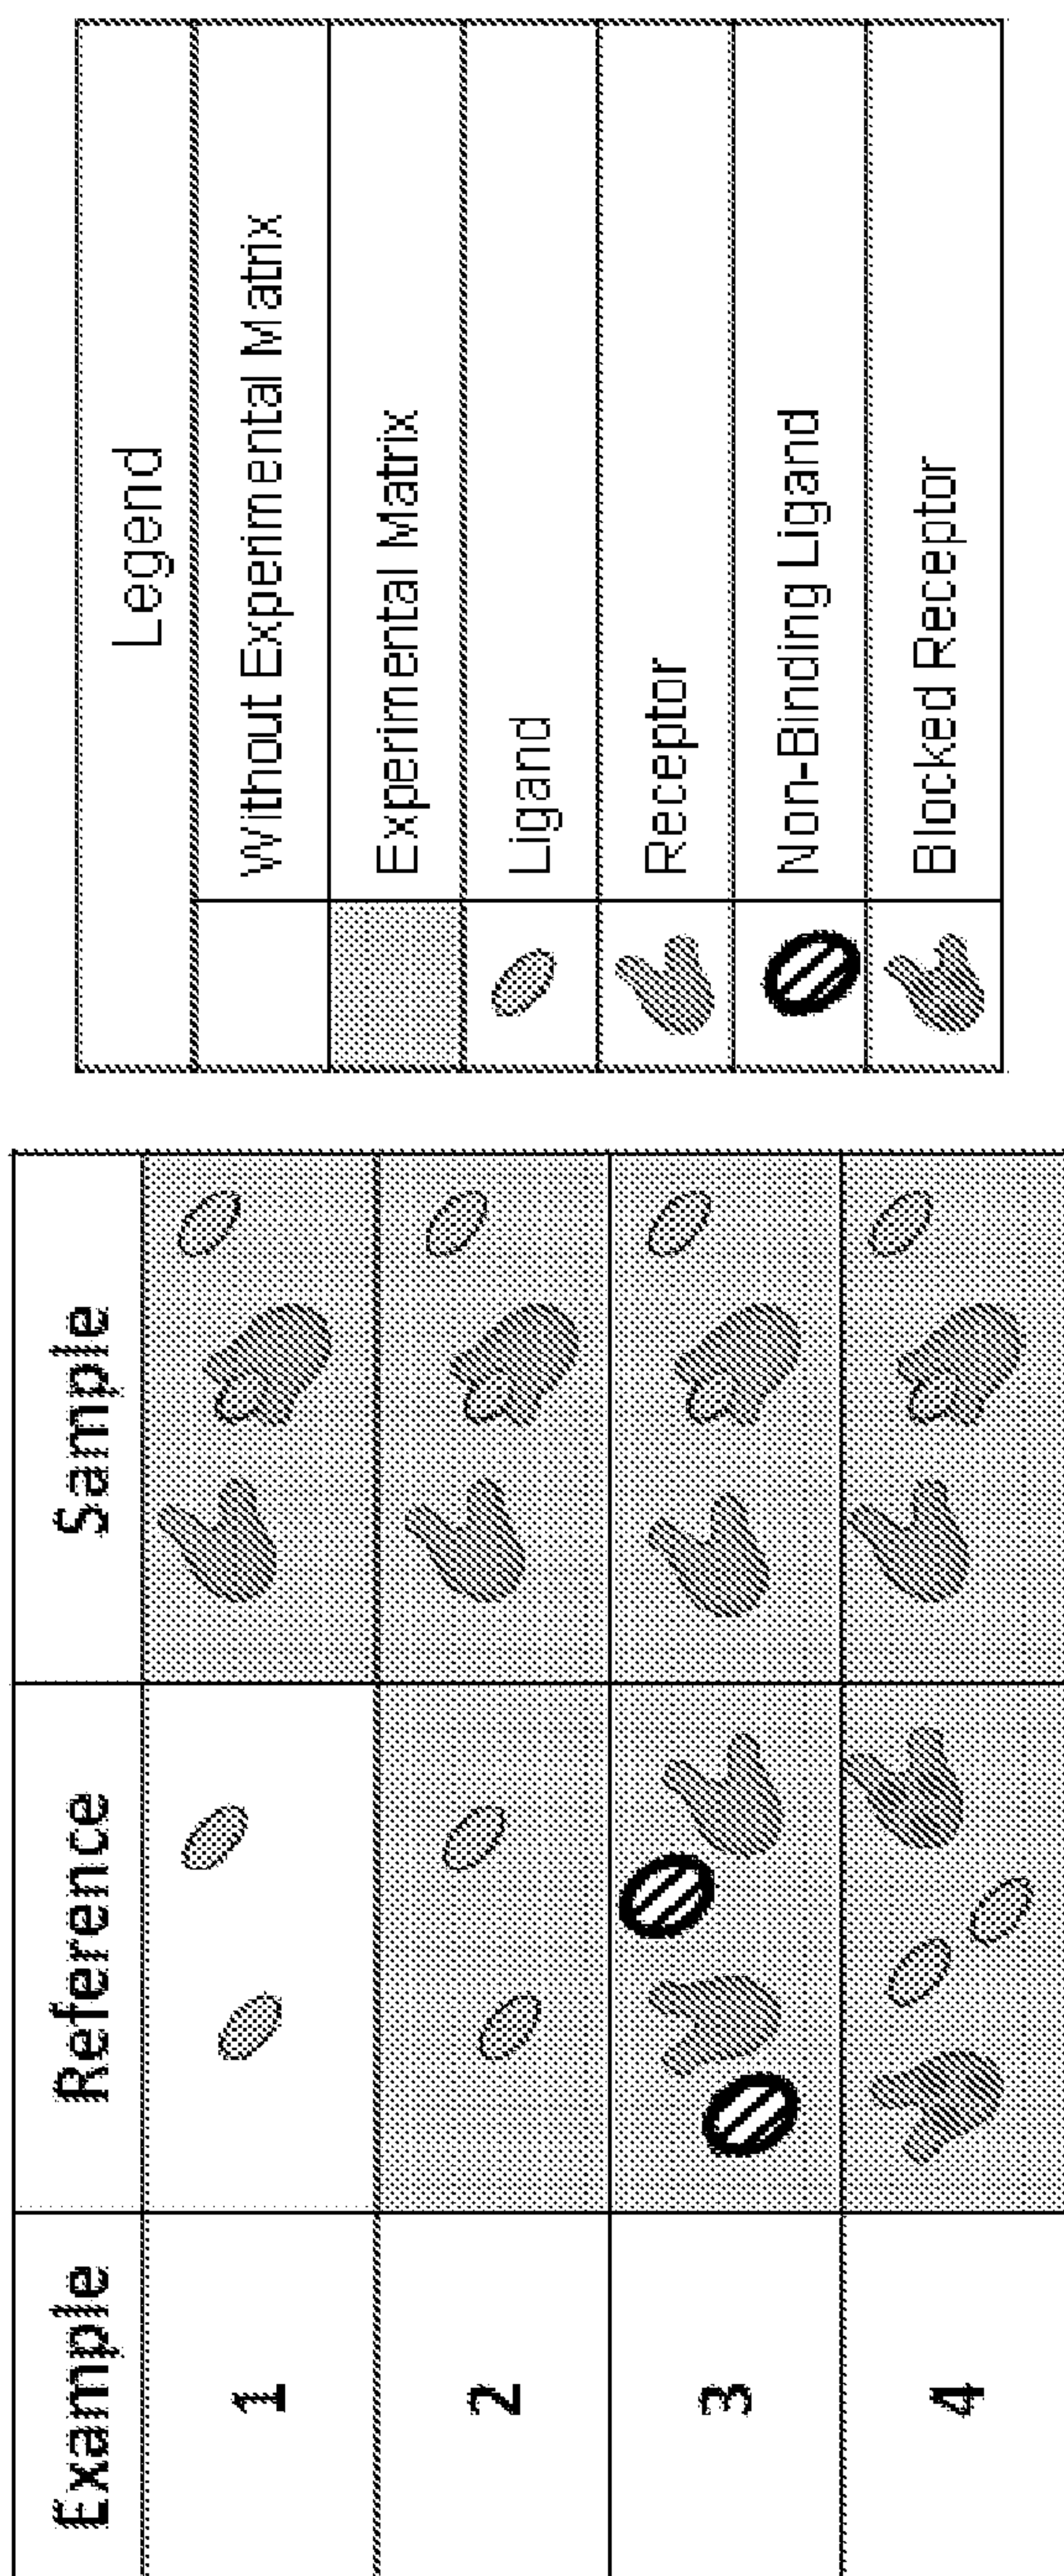 Example Reference Sample
1
2
3
4
Legend
Without Experimental Matrix
Experimental Matrix
Ligand
Receptor
Non-Binding Ligand
Blocked Receptor